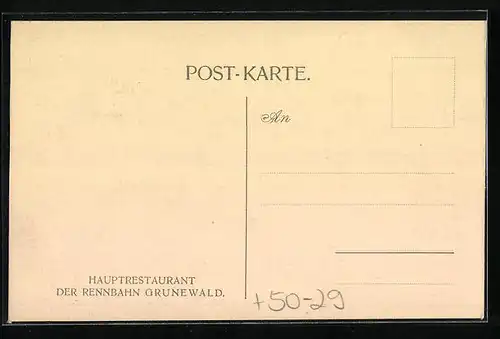 POST-KARTE.
An
HAUPTRESTAURANT
DER RENNBAHN GRUNEWALD.
+50-29